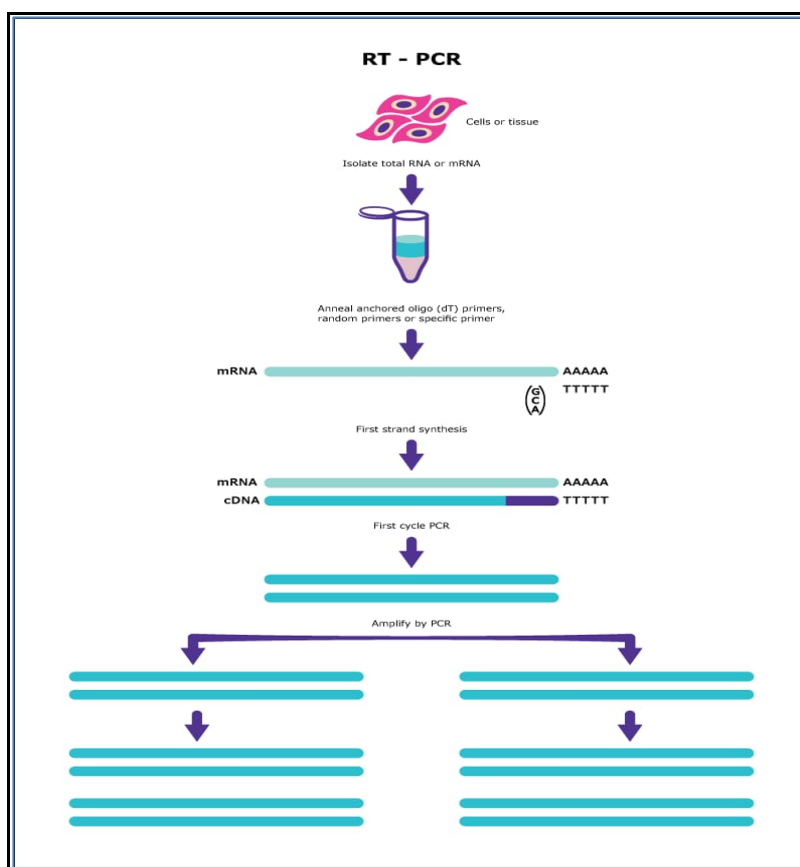 RT - PCR
Cells or tissue
Isolate total RNA or mRNA
Anneal anchored oligo (dT) primers,
random primers or specific primer
mRNA AAAAA
TTTTT
(G
C
A)
First strand synthesis
mRNA AAAAA
cDNA TTTTT
First cycle PCR
Amplify by PCR